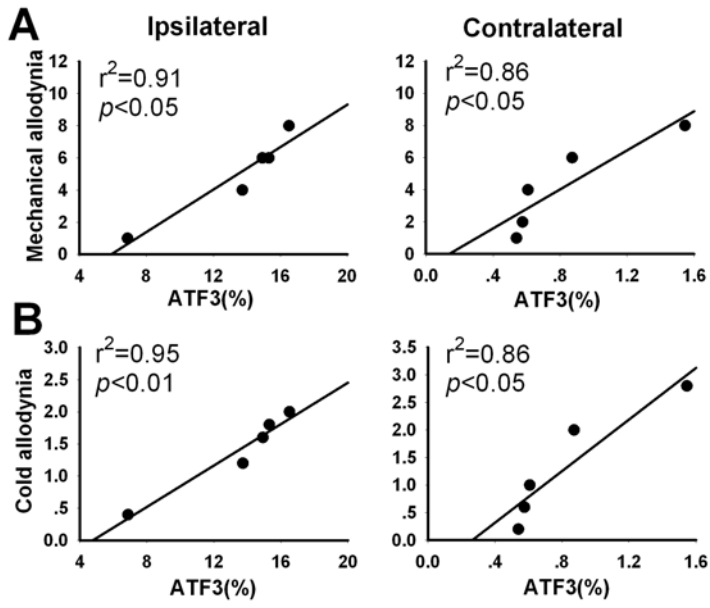 A
Ipsilateral
Contralateral
Mechanical allodynia
12
10
8
6
4
2
0
r²=0.91
p<0.05
4 8 12 16 20
ATF3(%)
12
10
8
6
4
2
0
r²=0.86
p<0.05
0.0 .4 .8 1.2 1.6
ATF3(%)
B
Cold allodynia
3.0
2.5
2.0
1.5
1.0
.5
0.0
r²=0.95
p<0.01
4 8 12 16 20
ATF3(%)
3.5
3.0
2.5
2.0
1.5
1.0
.5
0.0
r²=0.86
p<0.05
0.0 .4 .8 1.2 1.6
ATF3(%)